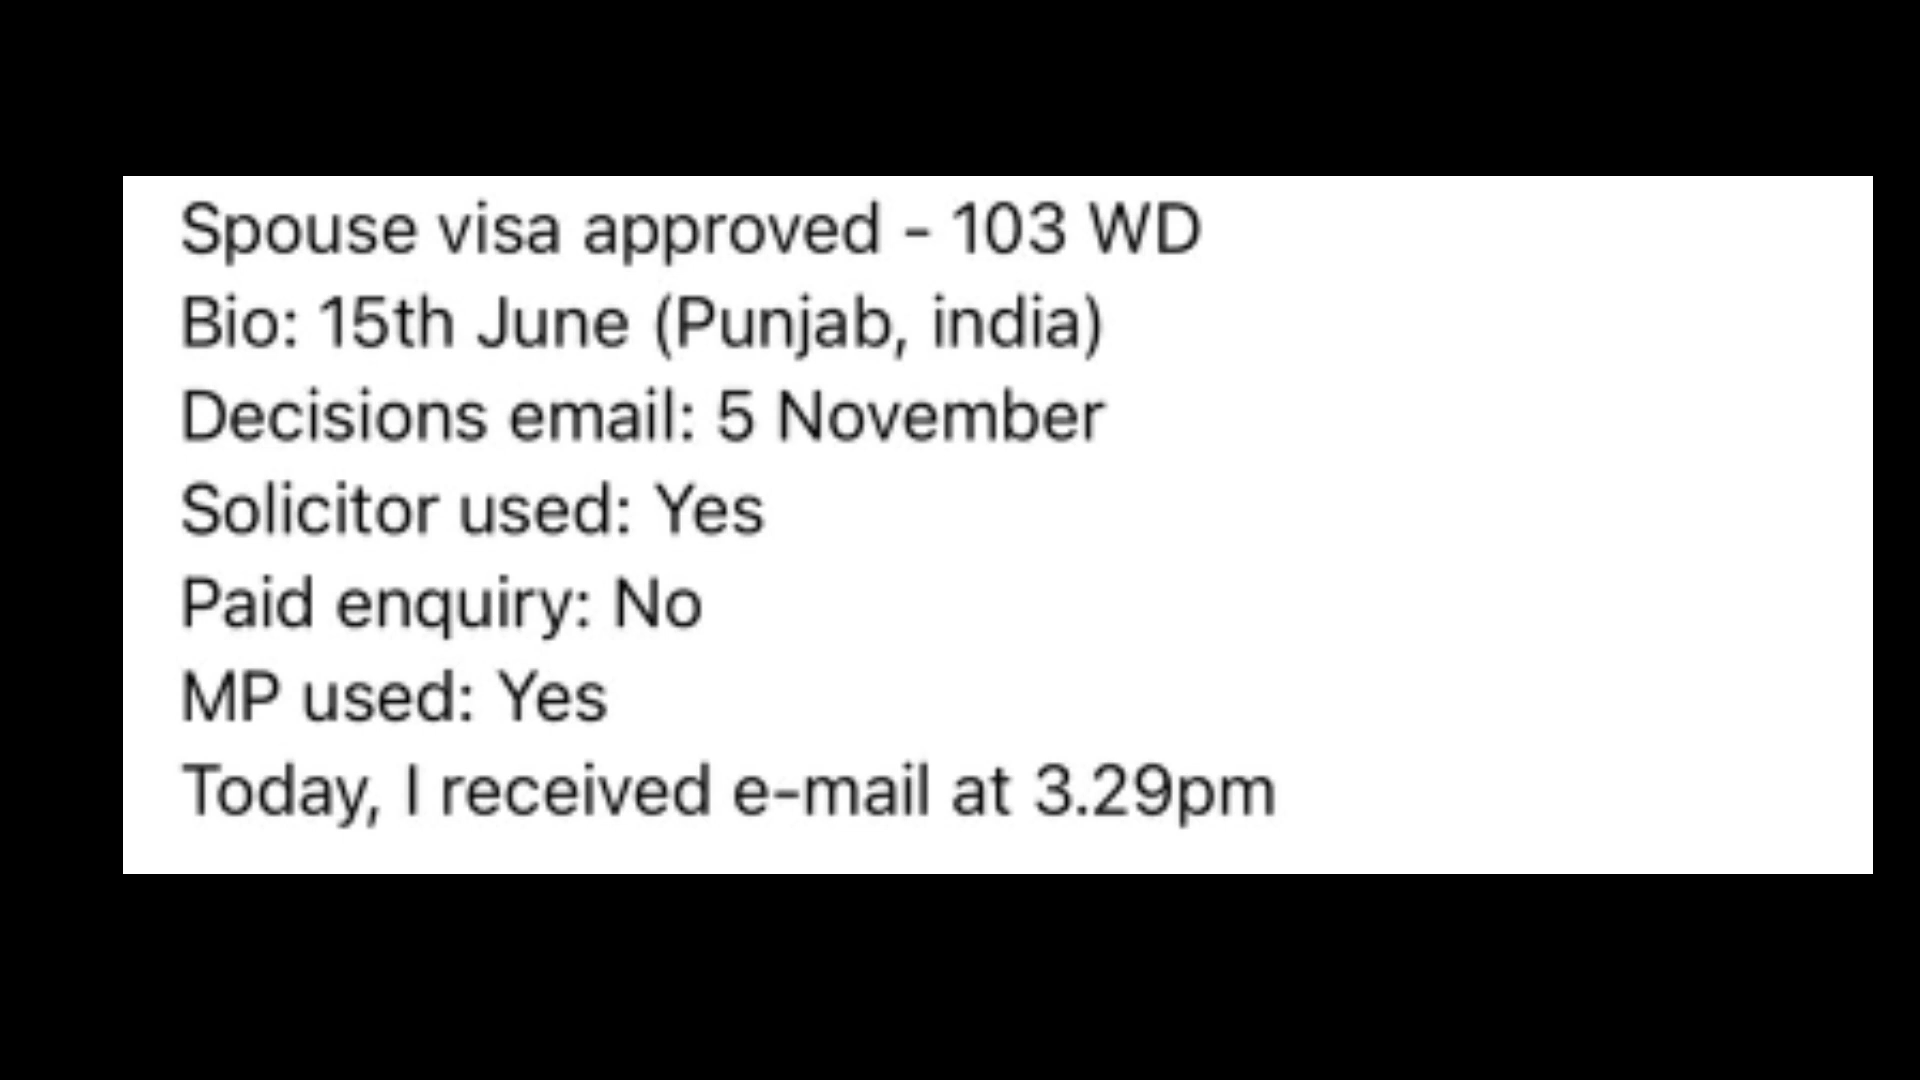 Spouse visa approved - 103 WD
Bio: 15th June (Punjab, india)
Decisions email: 5 November
Solicitor used: Yes
Paid enquiry: No
MP used: Yes
Today, I received e-mail at 3.29pm